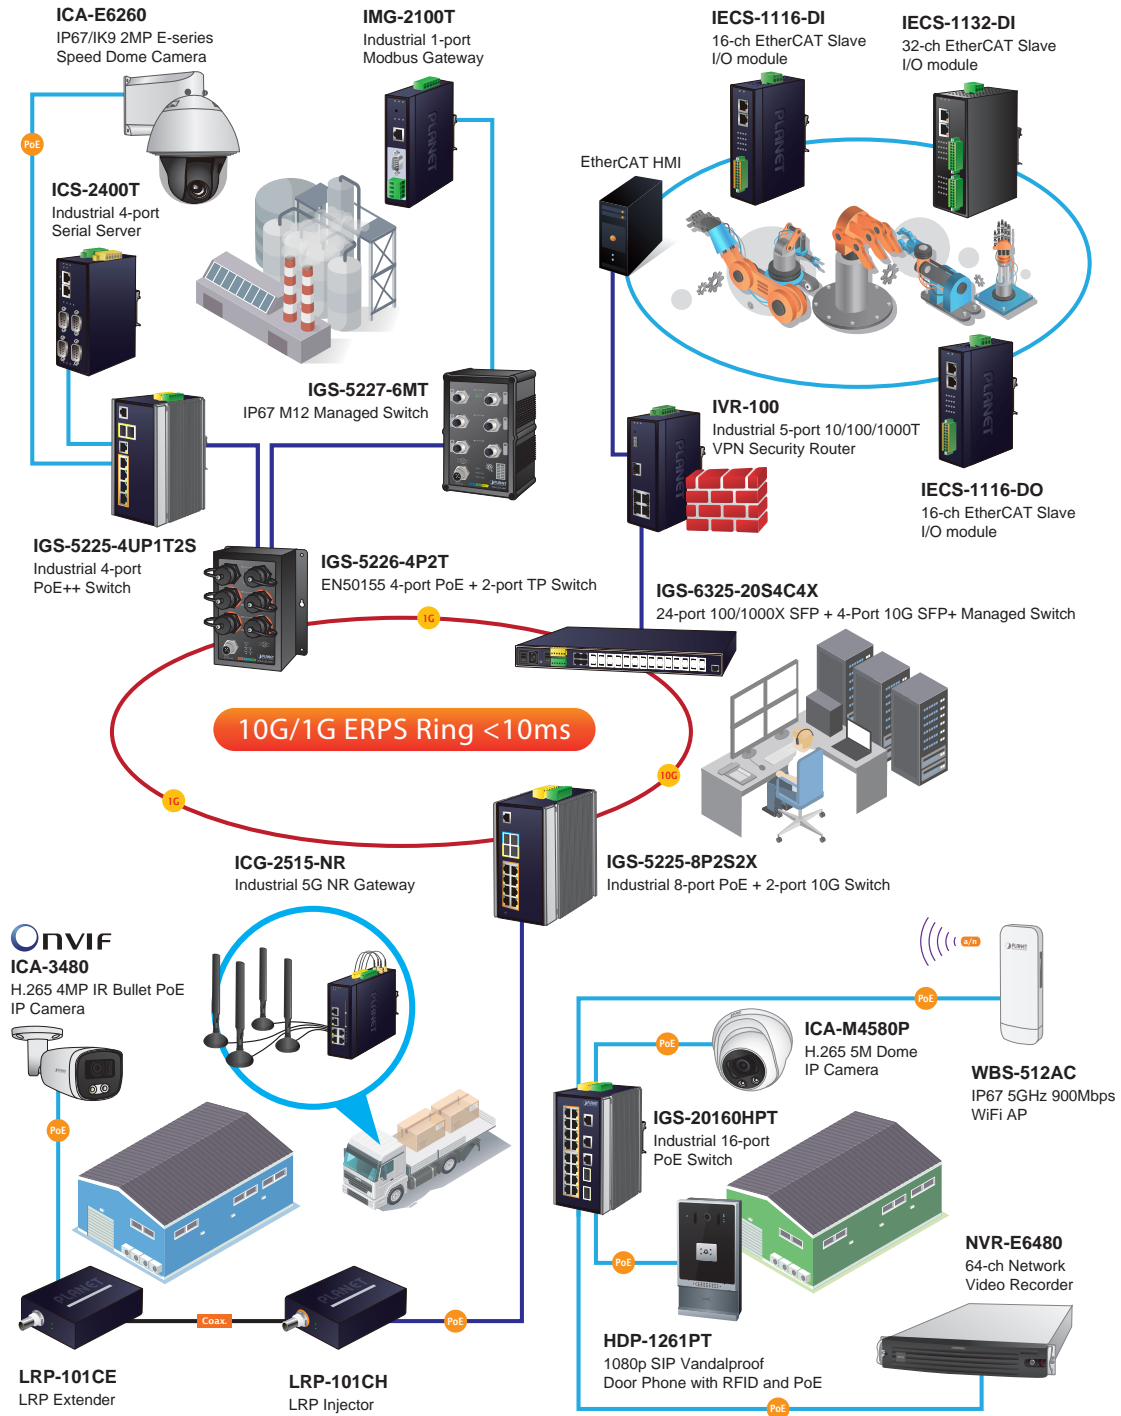 ICA-E6260
IP67/IK9 2MP E-series
Speed Dome Camera
IMG-2100T
Industrial 1-port
Modbus Gateway
IECS-1116-DI
16-ch EtherCAT Slave
I/O module
IECS-1132-DI
32-ch EtherCAT Slave
I/O module
PoE
PLANET
PLANET
EtherCAT HMI
ICS-2400T
Industrial 4-port
Serial Server
IGS-5227-6MT
IP67 M12 Managed Switch
IVR-100
Industrial 5-port 10/100/1000T
VPN Security Router
PLANET
PLANET
IECS-1116-DO
16-ch EtherCAT Slave
I/O module
IGS-5225-4UP1T2S
Industrial 4-port
PoE++ Switch
IGS-5226-4P2T
EN50155 4-port PoE + 2-port TP Switch
IGS-6325-20S4C4X
24-port 100/1000X SFP + 4-Port 10G SFP+ Managed Switch
1G
10G/1G ERPS Ring <10ms
10G
1G
ICG-2515-NR
Industrial 5G NR Gateway
IGS-5225-8P2S2X
Industrial 8-port PoE + 2-port 10G Switch
ONVIF
ICA-3480
H.265 4MP IR Bullet PoE
IP Camera
PLANET
a/n
PLANET
PoE
PoE
ICA-M4580P
H.265 5M Dome
IP Camera
WBS-512AC
IP67 5GHz 900Mbps
WiFi AP
PoE
IGS-20160HPT
Industrial 16-port
PoE Switch
PoE
NVR-E6480
64-ch Network
Video Recorder
PLANET
PLANET
Coax.
PoE
HDP-1261PT
1080p SIP Vandalproof
Door Phone with RFID and PoE
LRP-101CE
LRP Extender
LRP-101CH
LRP Injector
PoE